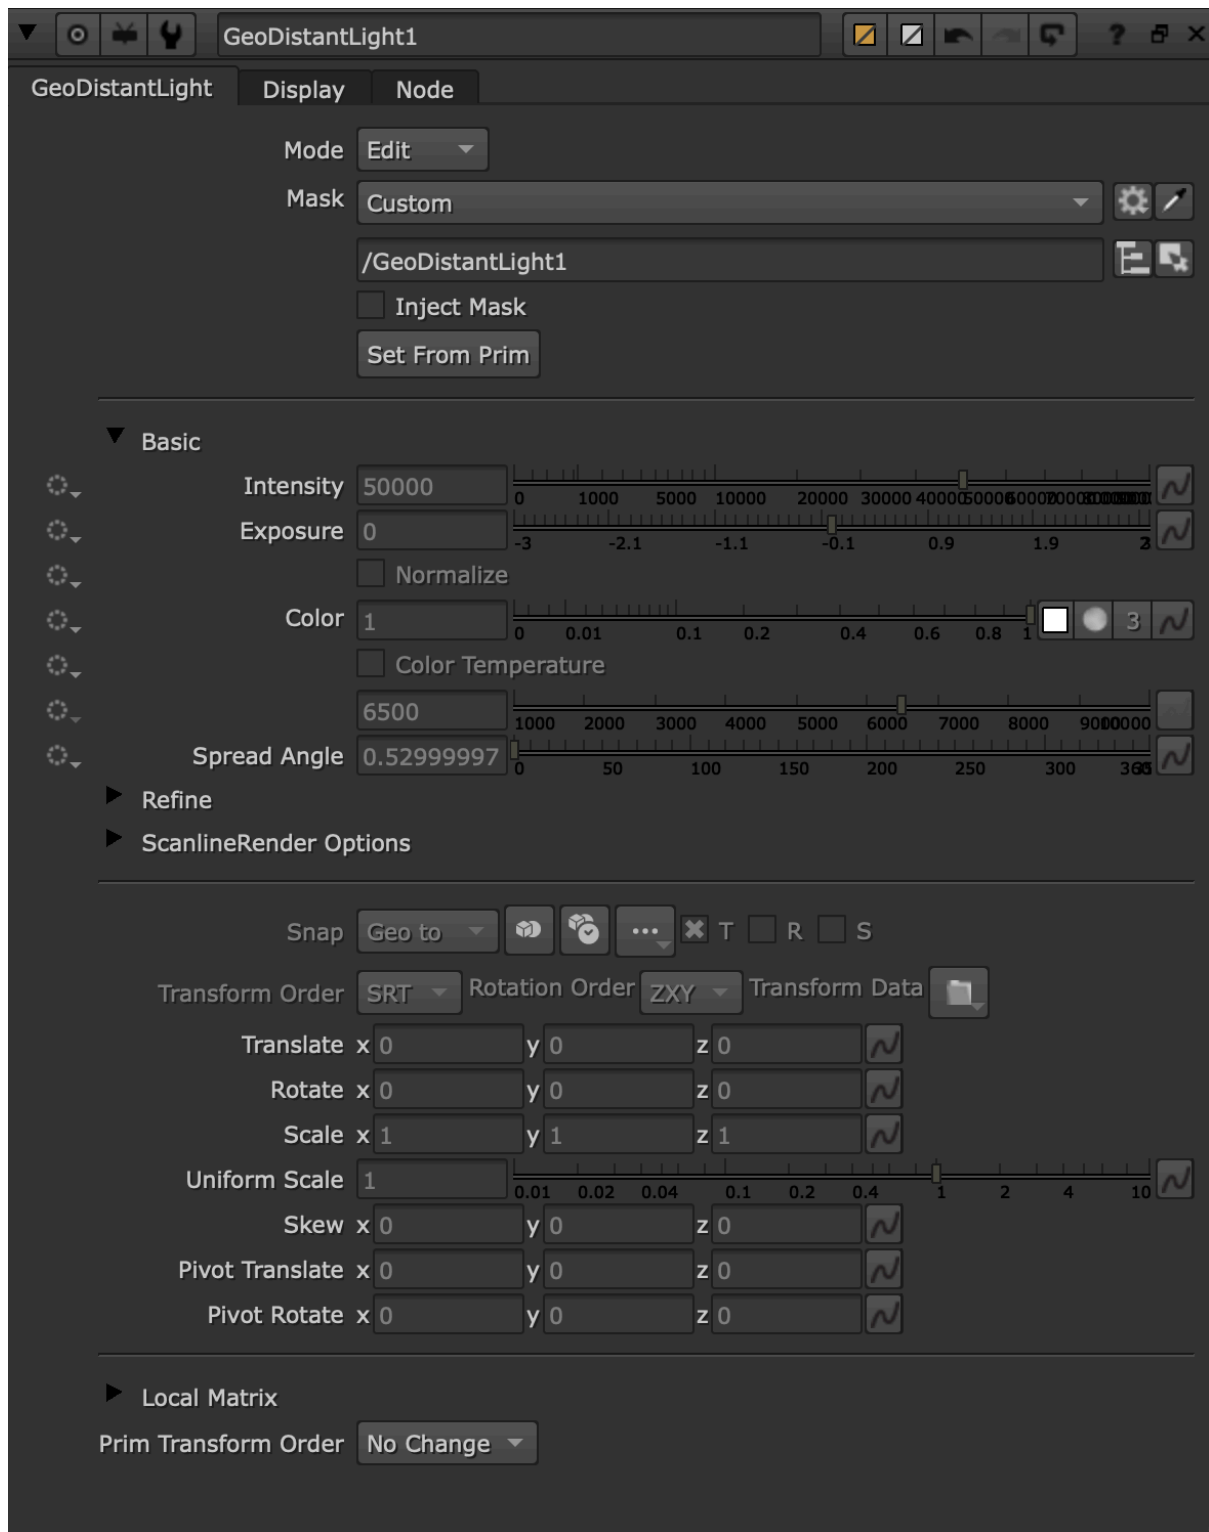 GeoDistantLight1 ?
GeoDistantLight Display Node
Mode Edit
Mask Custom
/GeoDistantLight1
Inject Mask
Set From Prim
Basic
Intensity 50000 0 1000 5000 10000 20000 30000 40000 50000 60000
Exposure 0 -3 -2.1 -1.1 -0.1 0.9 1.9
Normalize
Color 1 0 0.01 0.1 0.2 0.4 0.6 0.8 1 3
Color Temperature
6500 1000 2000 3000 4000 5000 6000 7000 8000
Spread Angle 0.52999997 0 50 100 150 200 250 300
Refine
ScanlineRender Options
Snap Geo to ... T R S
Transform Order SRT Rotation Order ZXY Transform Data
Translate x 0 y 0 z 0
Rotate x 0 y 0 z 0
Scale x 1 y 1 z 1
Uniform Scale 1 0.01 0.02 0.04 0.1 0.2 0.4 1 2 4 10
Skew x 0 y 0 z 0
Pivot Translate x 0 y 0 z 0
Pivot Rotate x 0 y 0 z 0
Local Matrix
Prim Transform Order No Change